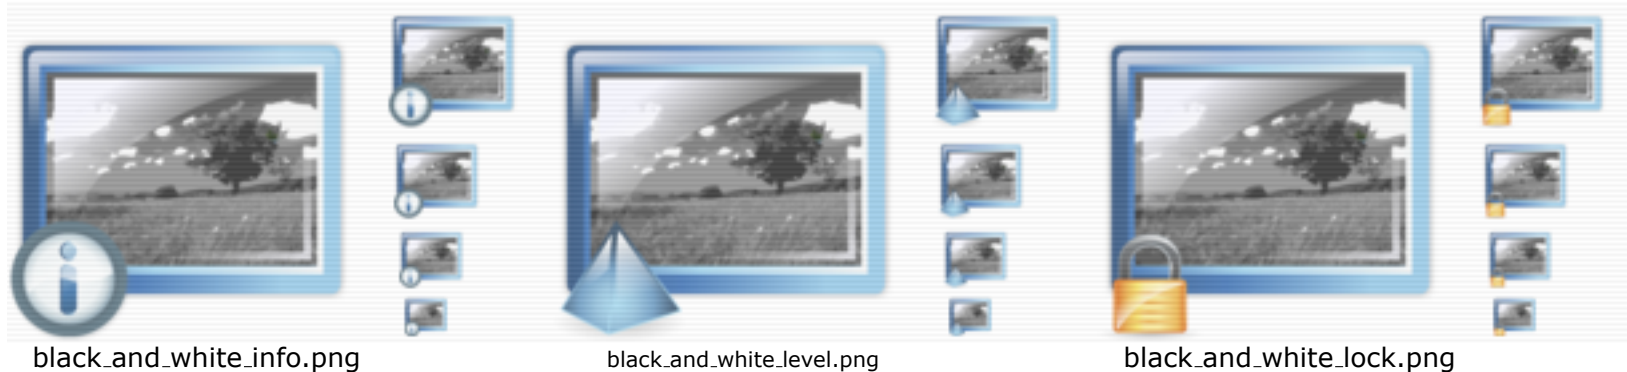 black_and_white_info.png
black_and_white_level.png
black_and_white_lock.png